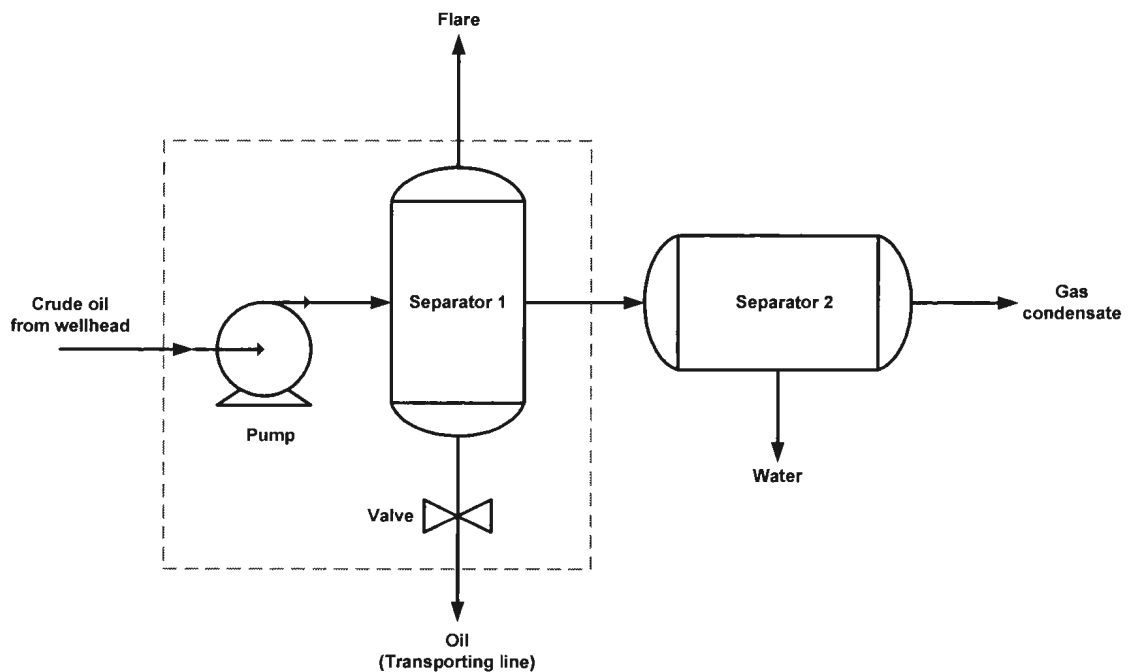 Flare
Crude oil
from wellhead
Pump
Separator 1
Separator 2
Gas
condensate
Water
Valve
Oil
(Transporting line)